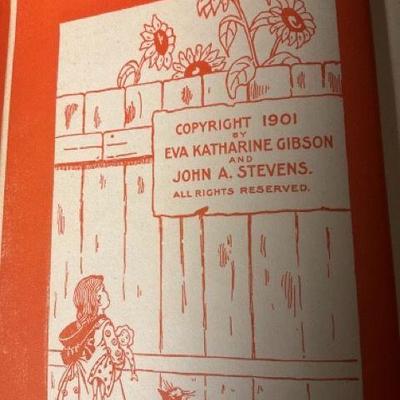 COPYRIGHT 1901
BY
EVA KATHARINE GIBSON
AND
JOHN A. STEVENS.
ALL RIGHTS RESERVED.